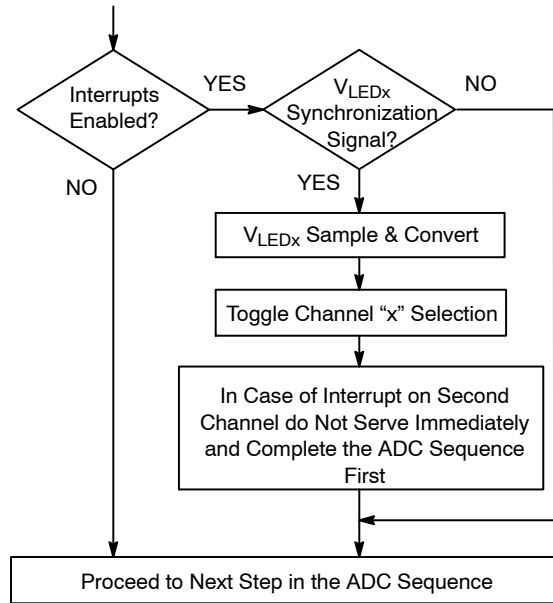 Interrupts
Enabled?
YES
VLEDx
Synchronization
Signal?
NO
NO
YES
VLEDx Sample & Convert
Toggle Channel “x” Selection
In Case of Interrupt on Second
Channel do Not Serve Immediately
and Complete the ADC Sequence
First
Proceed to Next Step in the ADC Sequence